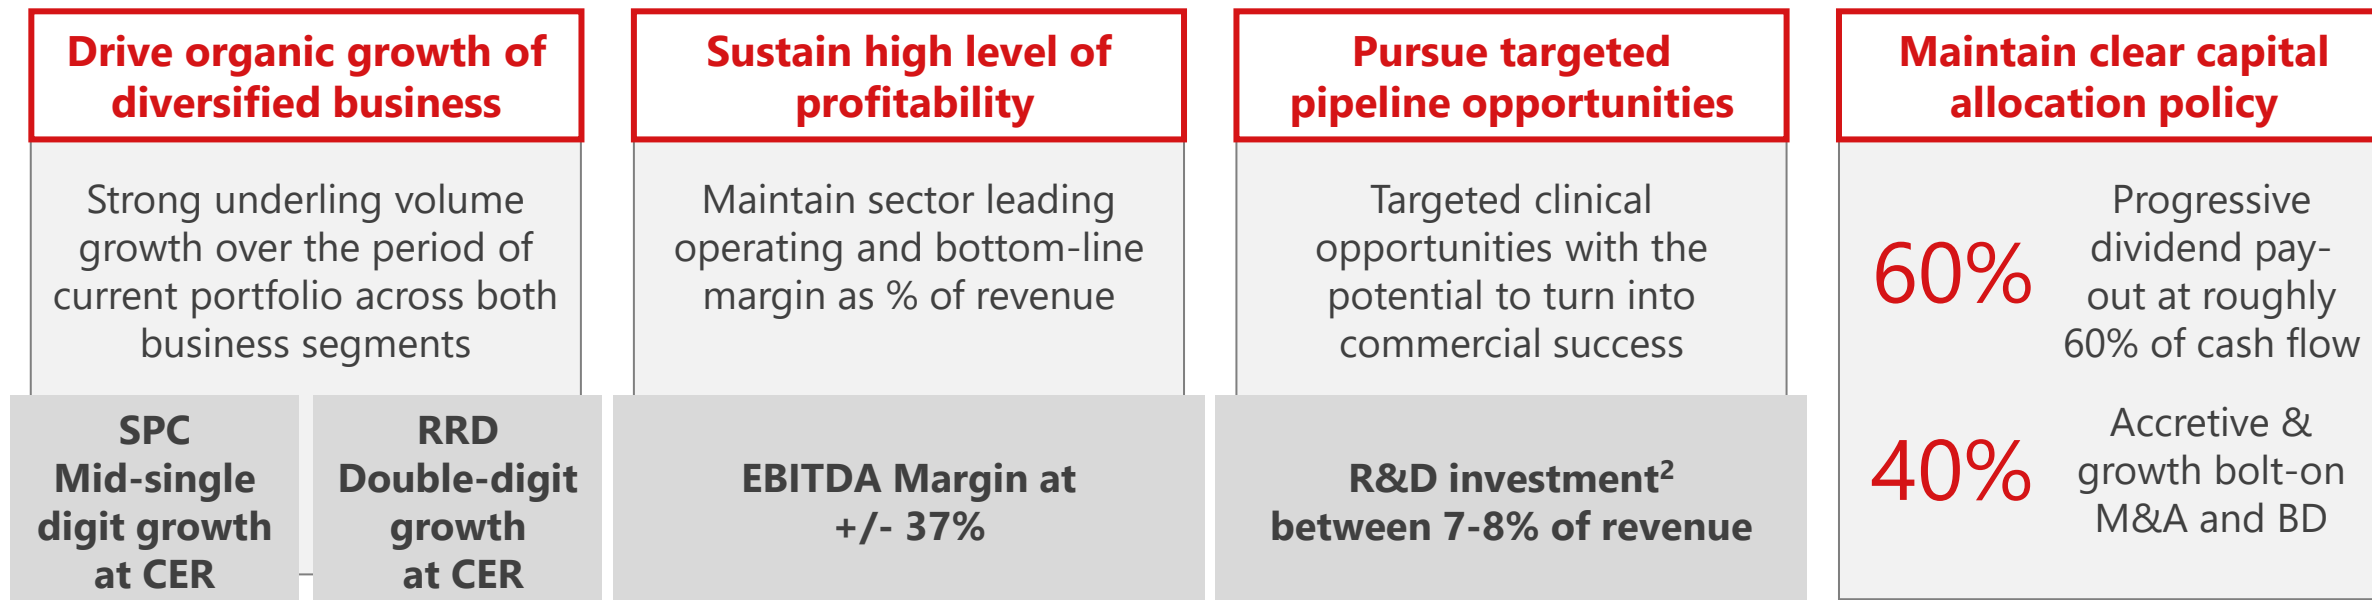 Drive organic growth of
diversified business
Strong underling volume
growth over the period of
current portfolio across both
business segments
SPC
Mid-single
digit growth
at CER
RRD
Double-digit
growth
at CER
Sustain high level of
profitability
Maintain sector leading
operating and bottom-line
margin as % of revenue
EBITDA Margin at
+/- 37%
Pursue targeted
pipeline opportunities
Targeted clinical
opportunities with the
potential to turn into
commercial success
R&D investment²
between 7-8% of revenue
Maintain clear capital
allocation policy
60%
Progressive
dividend pay-
out at roughly
60% of cash flow
40%
Accretive &
growth bolt-on
M&A and BD